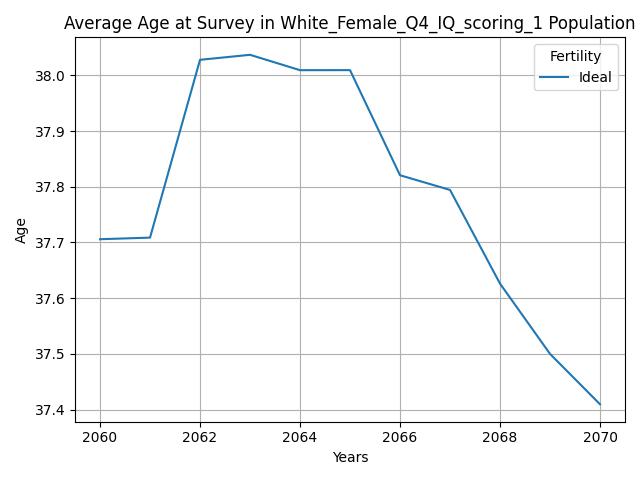 Average Age at Survey in White_Female_Q4_IQ_scoring_1 Population
Fertility
Ideal
38.0
37.9
37.8
37.7
37.6
37.5
37.4
Age
2060 2062 2064 2066 2068 2070
Years